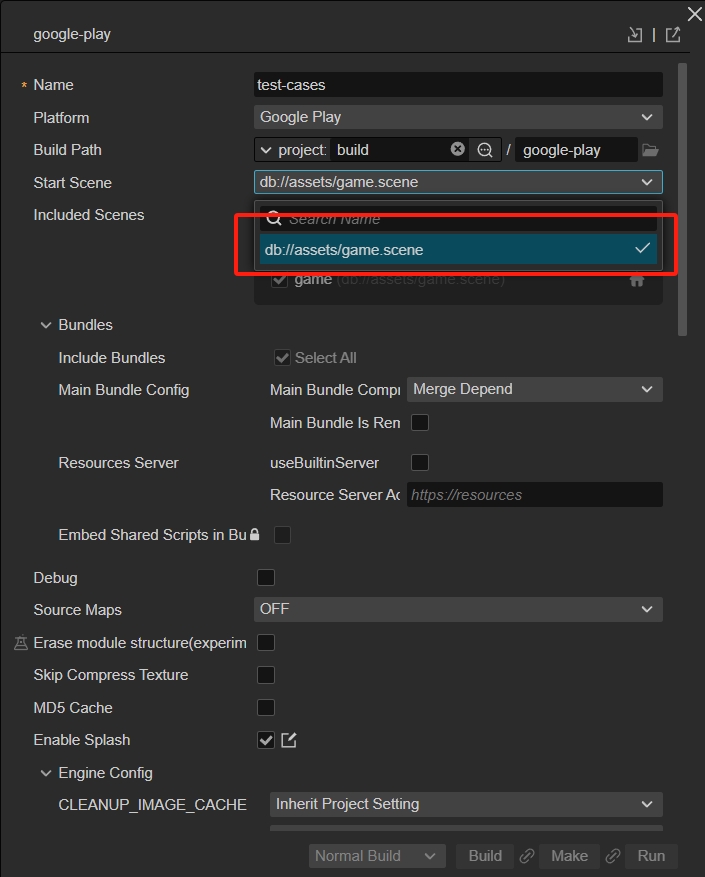 google-play
* Name test-cases
Platform Google Play
Build Path project: build / google-play
Start Scene db://assets/game.scene
Included Scenes Search Name
db://assets/game.scene
game (db://assets/game.scene)
Bundles
Include Bundles Select All
Main Bundle Config Main Bundle Compr Merge Depend
Main Bundle Is Rem
Resources Server useBuiltinServer
Resource Server Ac https://resources
Embed Shared Scripts in Bu
Debug
Source Maps OFF
Erase module structure(experim
Skip Compress Texture
MD5 Cache
Enable Splash
Engine Config
CLEANUP_IMAGE_CACHE Inherit Project Setting
Normal Build Build Make Run